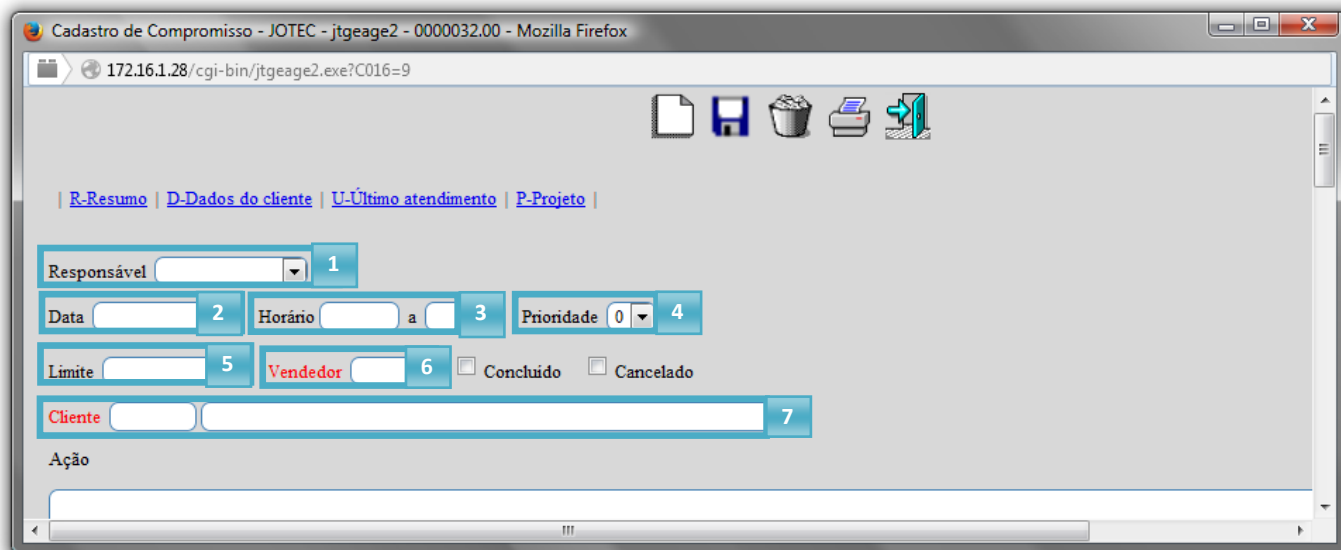 Cadastro de Compromisso - JOTEC - jtgeage2 - 0000032.00 - Mozilla Firefox
172.16.1.28/cgi-bin/jtgeage2.exe?C016=9
| R-Resumo | D-Dados do cliente | U-Último atendimento | P-Projeto |
Responsável 1
Data 2 Horário a 3 Prioridade 0 4
Limite 5 Vendedor 6 Concluido Cancelado
Cliente 7
Ação